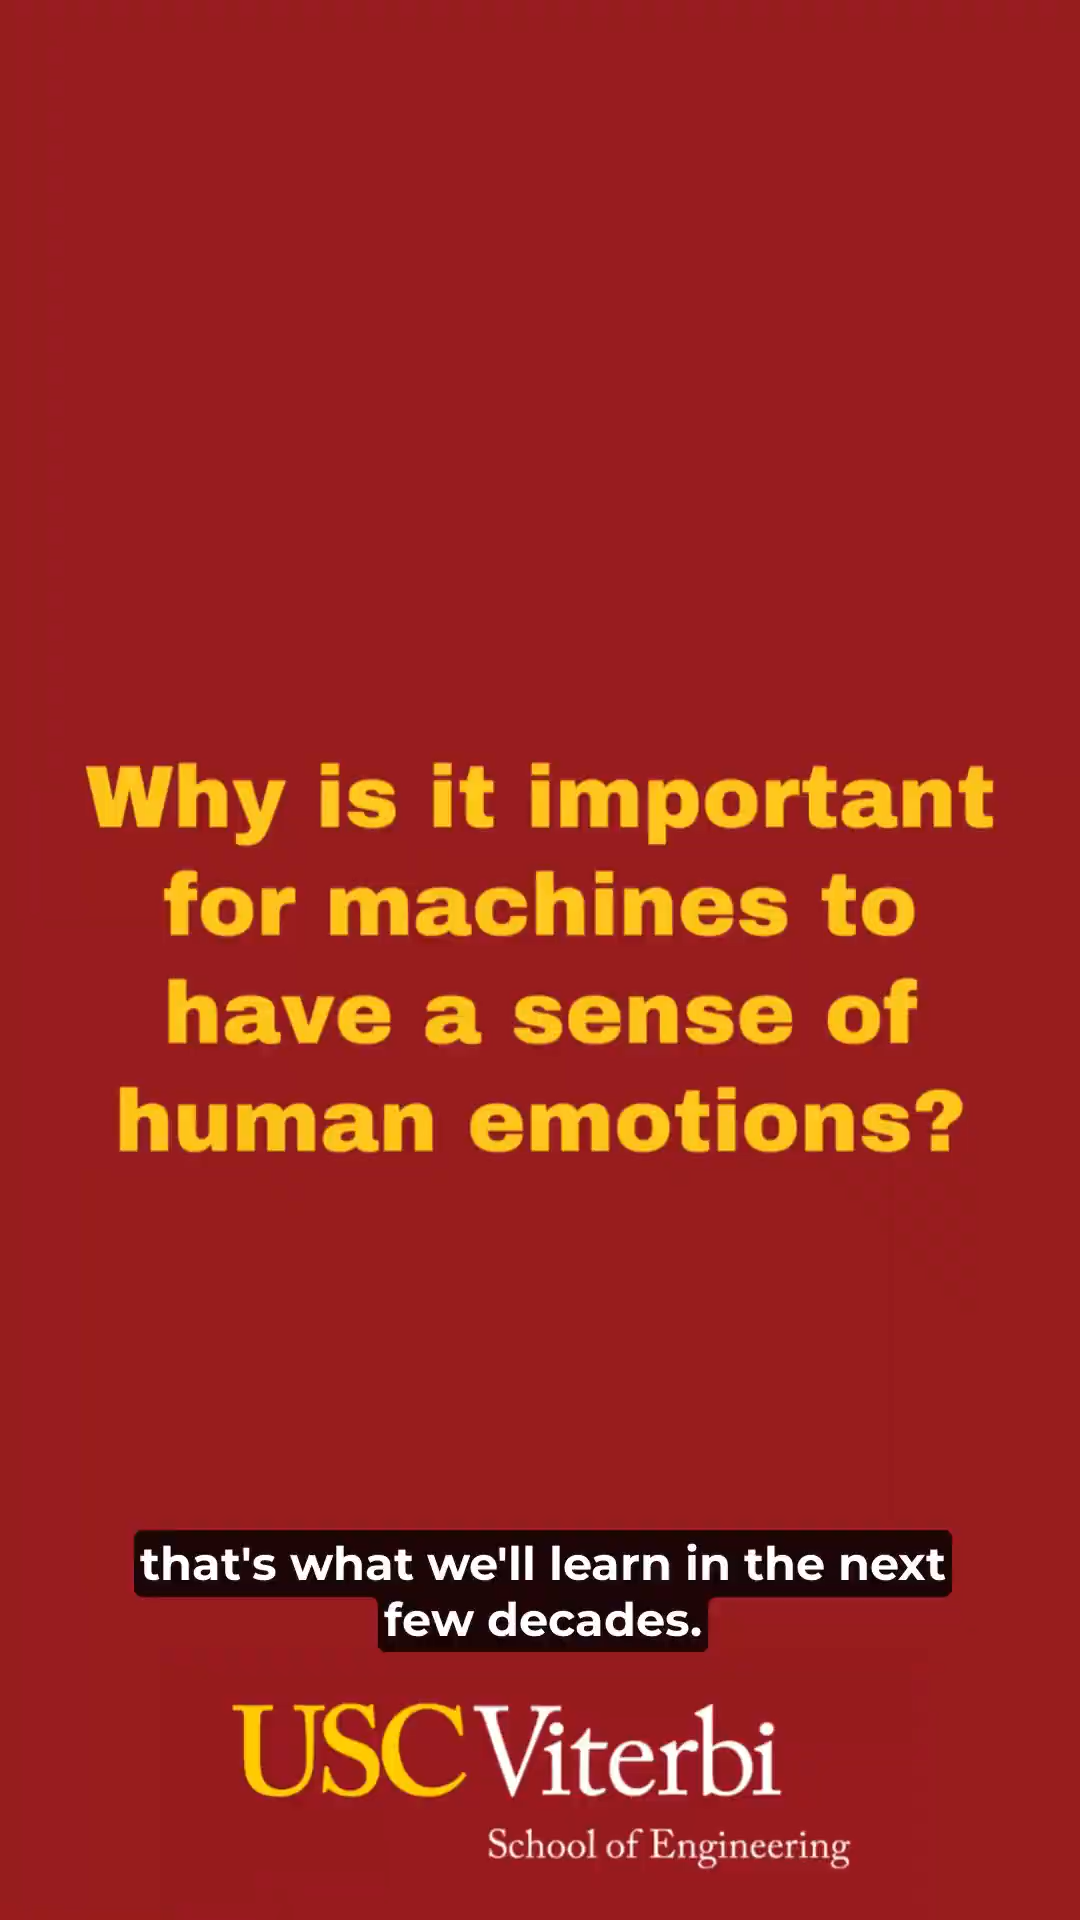 Why is it important
for machines to
have a sense of
human emotions?
that's what we'll learn in the next
few decades.
USC Viterbi
School of Engineering